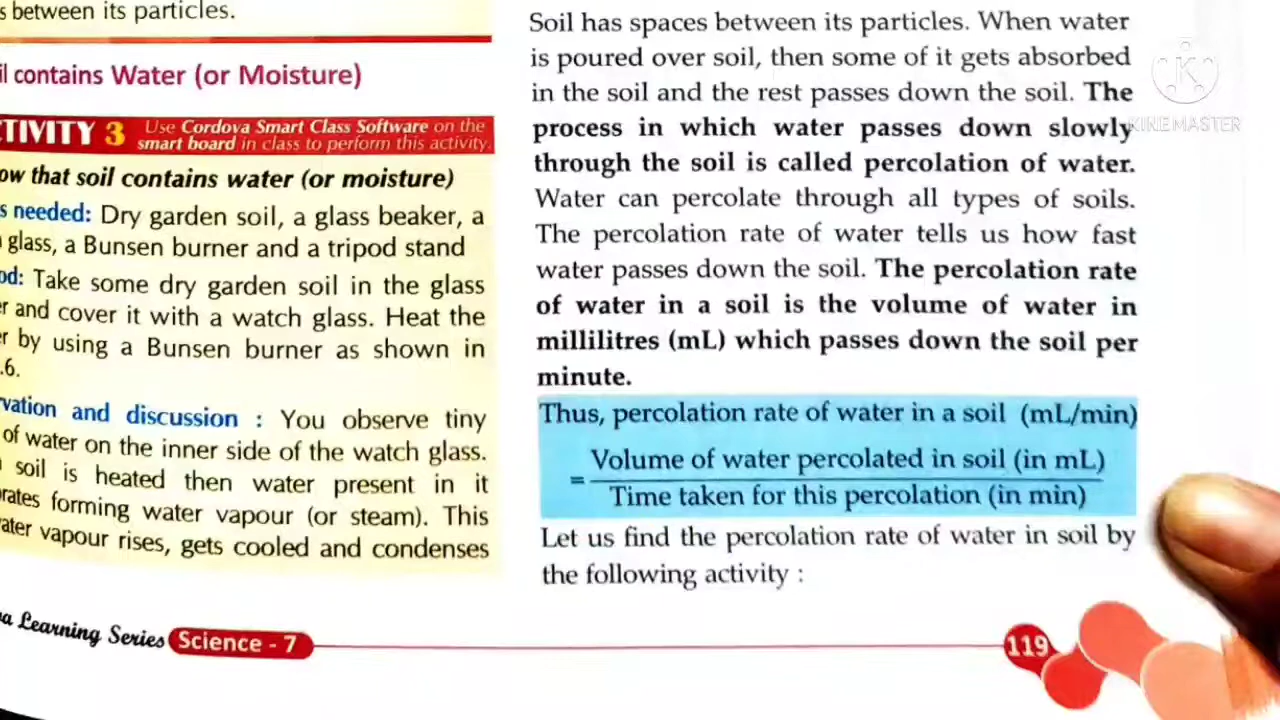 s between its particles.
il contains Water (or Moisture)
CTIVITY 3 Use Cordova Smart Class Software on the
smart board in class to perform this activity.
ow that soil contains water (or moisture)
s needed: Dry garden soil, a glass beaker, a
glass, a Bunsen burner and a tripod stand
od: Take some dry garden soil in the glass
r and cover it with a watch glass. Heat the
r by using a Bunsen burner as shown in
.6.
vation and discussion : You observe tiny
of water on the inner side of the watch glass.
soil is heated then water present in it
rates forming water vapour (or steam). This
ater vapour rises, gets cooled and condenses
Soil has spaces between its particles. When water
is poured over soil, then some of it gets absorbed
in the soil and the rest passes down the soil. The
process in which water passes down slowly
through the soil is called percolation of water.
Water can percolate through all types of soils.
The percolation rate of water tells us how fast
water passes down the soil. The percolation rate
of water in a soil is the volume of water in
millilitres (mL) which passes down the soil per
minute.
Thus, percolation rate of water in a soil (mL/min)
= Volume of water percolated in soil (in mL)
Time taken for this percolation (in min)
Let us find the percolation rate of water in soil by
the following activity :
a Learning Series Science - 7
119
K
KINEMASTER